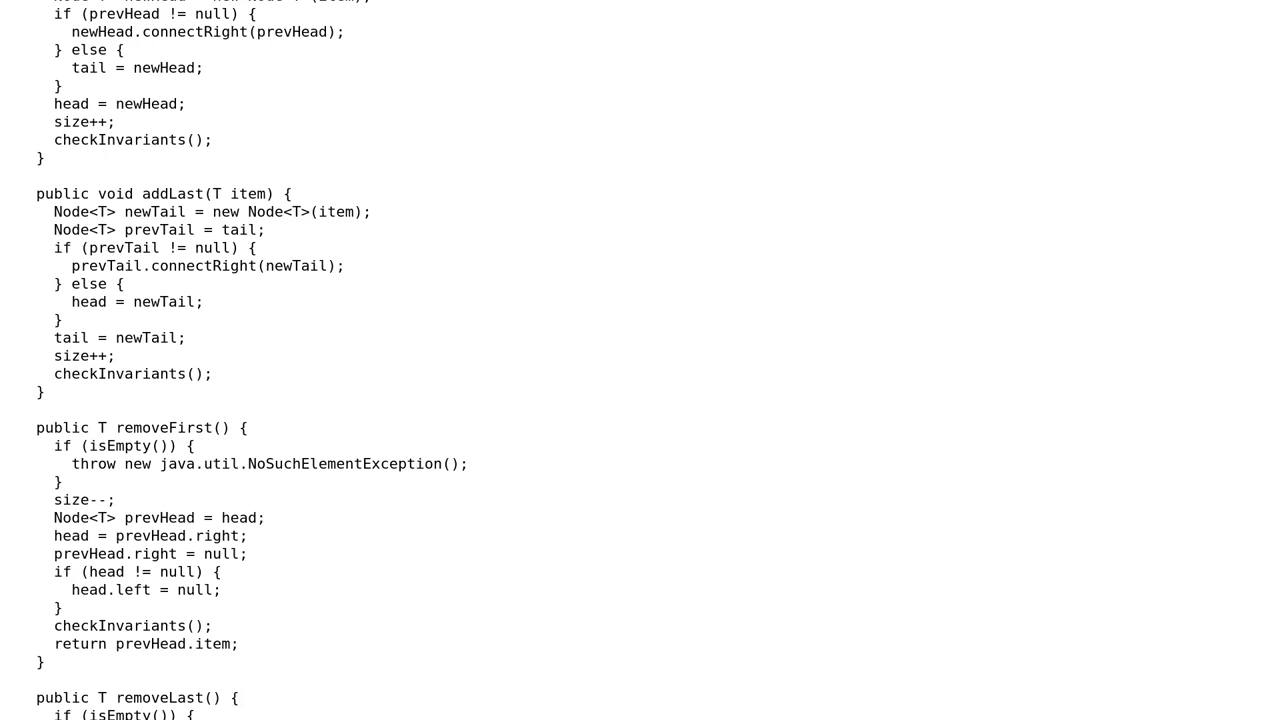 if (prevHead != null) {
      newHead.connectRight(prevHead);
    } else {
      tail = newHead;
    }
    head = newHead;
    size++;
    checkInvariants();
  }

  public void addLast(T item) {
    Node<T> newTail = new Node<T>(item);
    Node<T> prevTail = tail;
    if (prevTail != null) {
      prevTail.connectRight(newTail);
    } else {
      head = newTail;
    }
    tail = newTail;
    size++;
    checkInvariants();
  }

  public T removeFirst() {
    if (isEmpty()) {
      throw new java.util.NoSuchElementException();
    }
    size--;
    Node<T> prevHead = head;
    head = prevHead.right;
    prevHead.right = null;
    if (head != null) {
      head.left = null;
    }
    checkInvariants();
    return prevHead.item;
  }

  public T removeLast() {
    if (isEmpty()) {